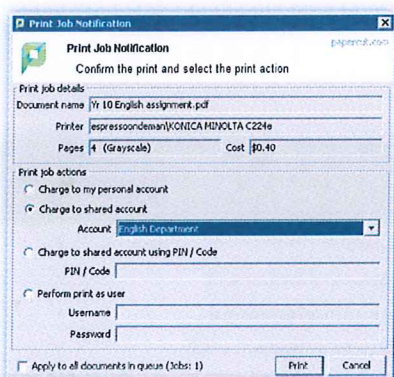 Print Job Notification
Print Job Notification
papercut.com
Confirm the print and select the print action
Print job details
Document name Yr 10 English assignment.pdf
Printer espressoondeman\KONICA MINOLTA C224e
Pages 4 (Grayscale) Cost $0.40
Print job actions
Charge to my personal account
Charge to shared account
Account English Department
Charge to shared account using PIN / Code
PIN / Code
Perform print as user
Username
Password
Apply to all documents in queue (Jobs: 1) Print Cancel